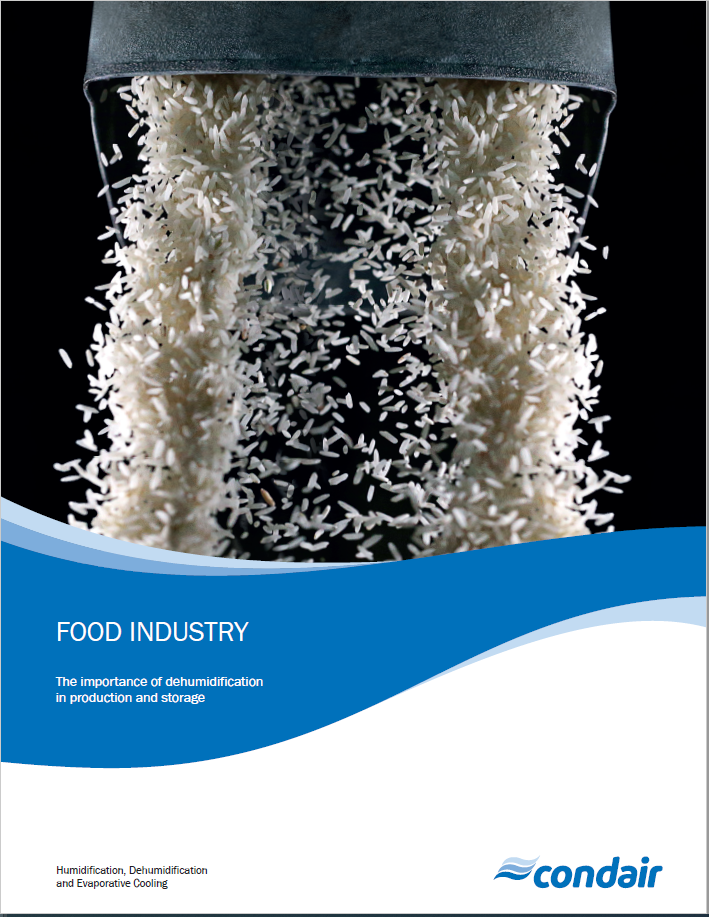 FOOD INDUSTRY
The importance of dehumidification
in production and storage
Humidification, Dehumidification
and Evaporative Cooling
condair